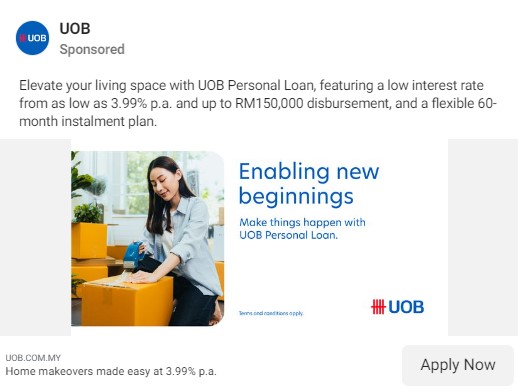 UOB
UOB
Sponsored
Elevate your living space with UOB Personal Loan, featuring a low interest rate
from as low as 3.99% p.a. and up to RM150,000 disbursement, and a flexible 60-
month instalment plan.
Enabling new
beginnings
Make things happen with
UOB Personal Loan.
Terms and conditions apply.
UOB
UOB.COM.MY
Home makeovers made easy at 3.99% p.a.
Apply Now